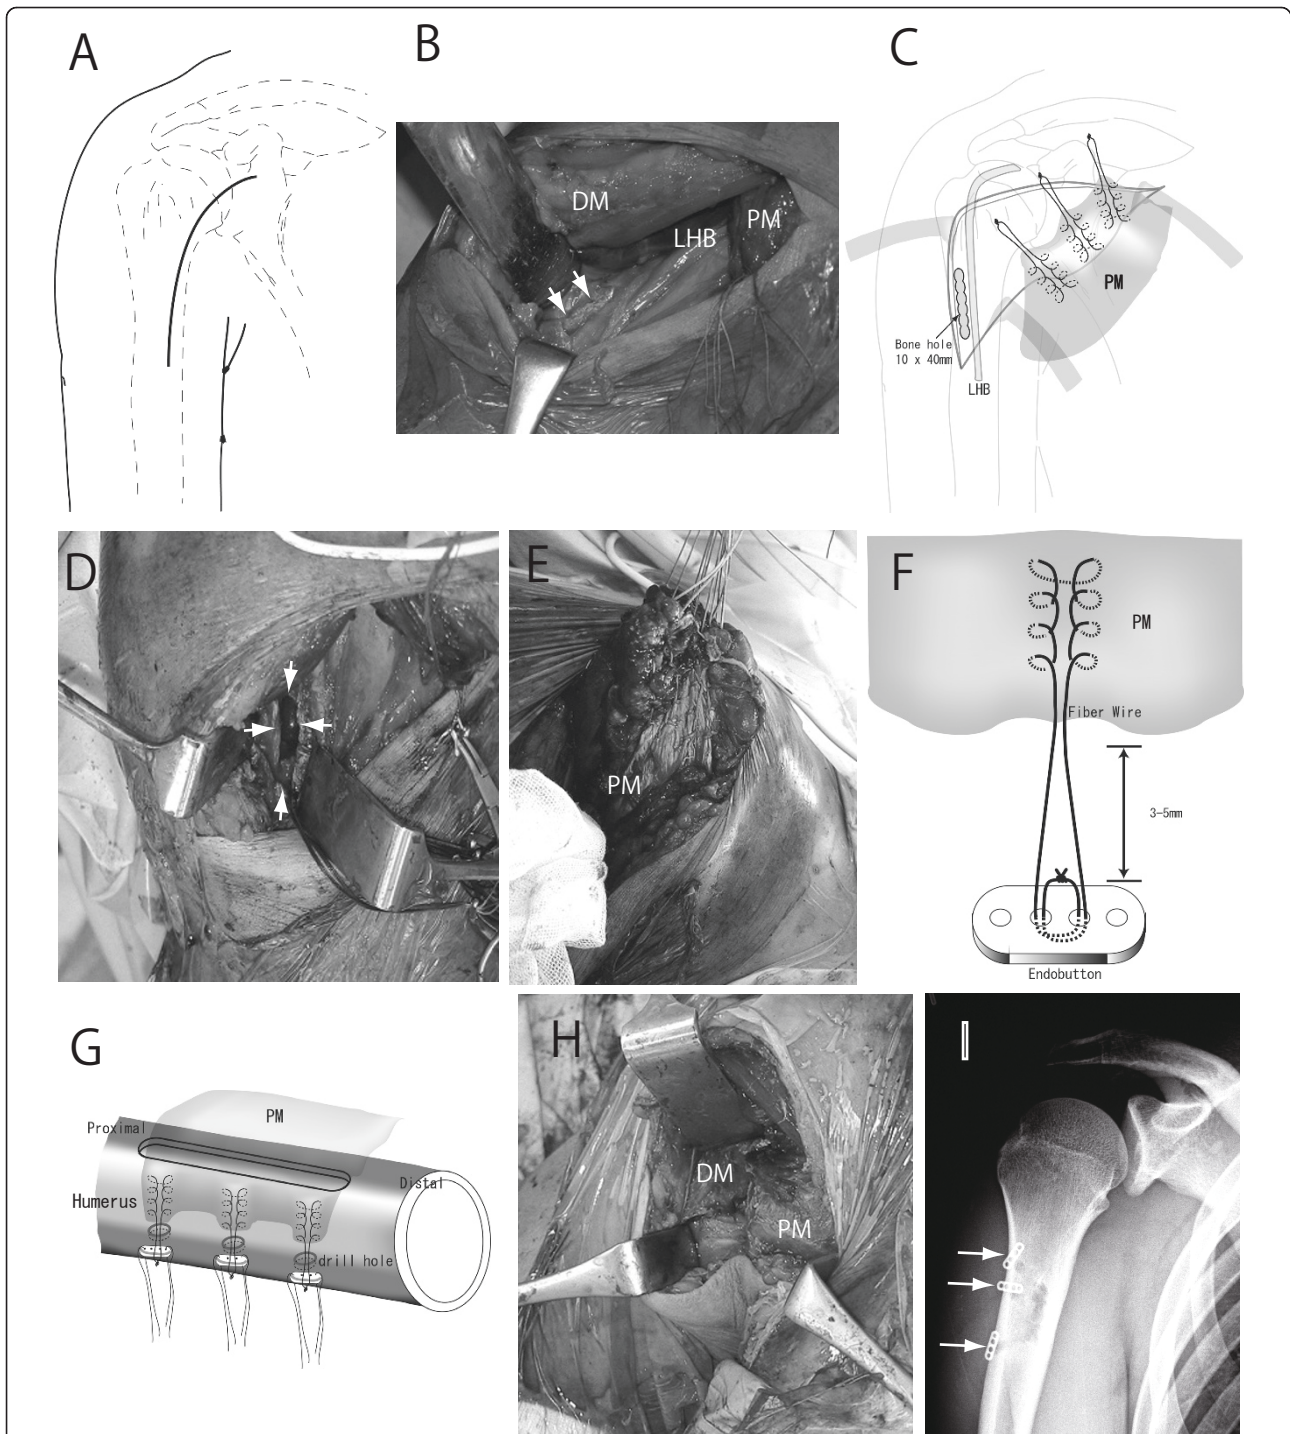 A
B
C
DM
PM
LHB
PM
Bone hole
10 x 40mm
LHB
D
E
F
PM
PM
Fiber Wire
3-5mm
Endobutton
G
H
I
PM
Proximal
Distal
Humerus
drill hole
DM
PM